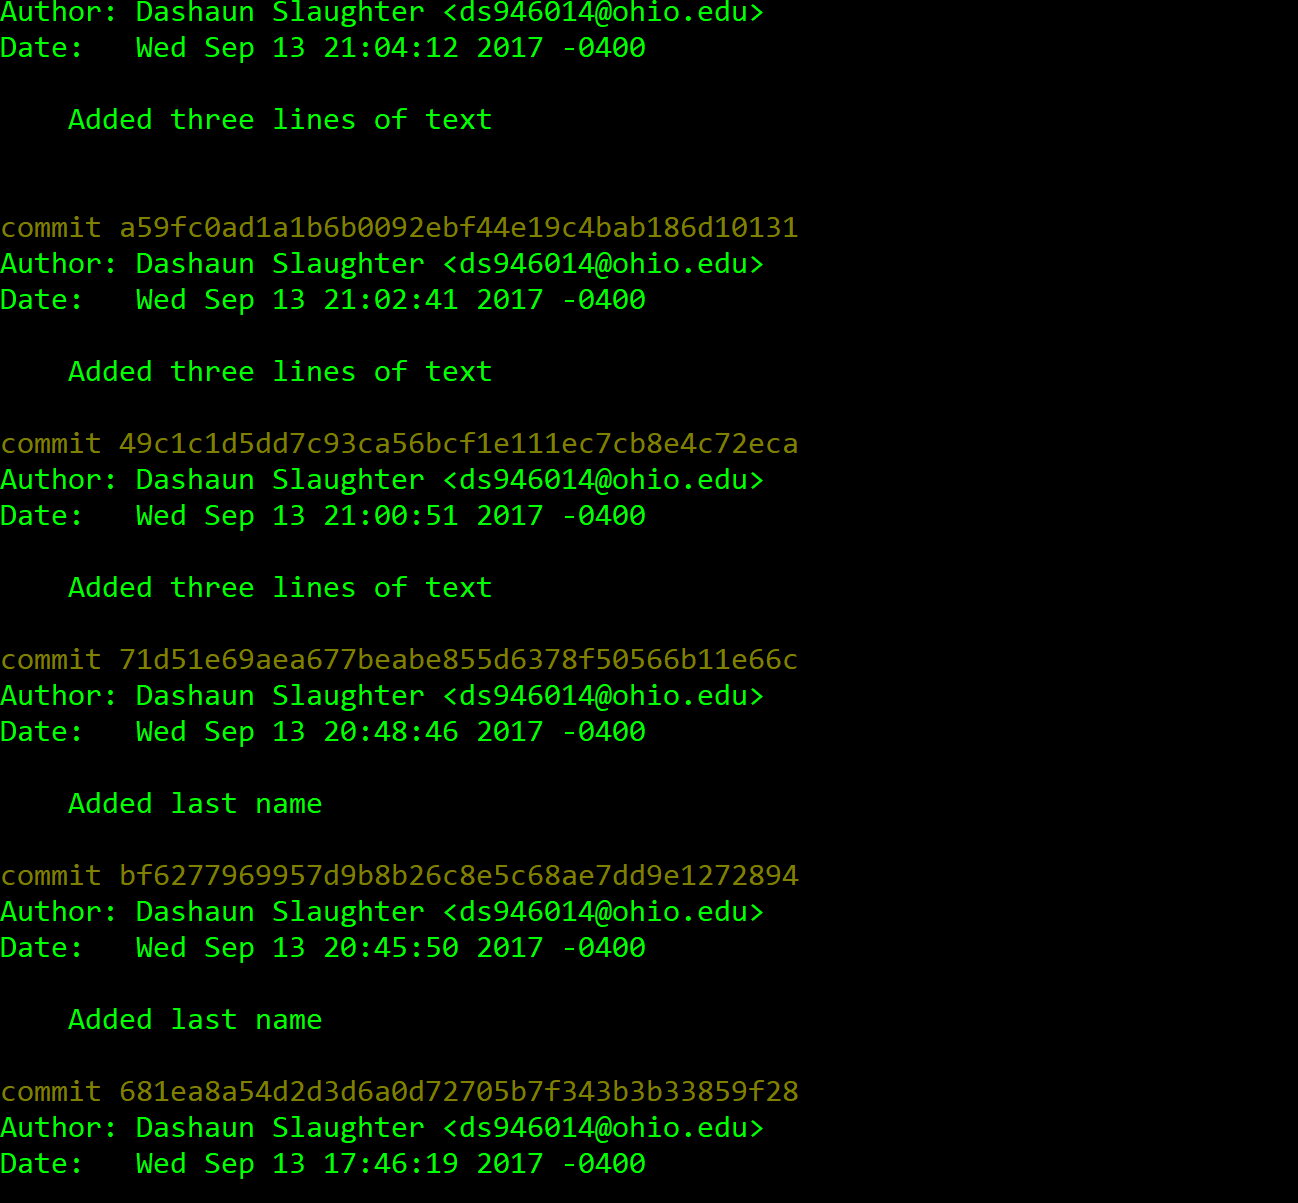 Author: Dashaun Slaughter <ds946014@ohio.edu>
Date:   Wed Sep 13 21:04:12 2017 -0400
    Added three lines of text
commit a59fc0ad1a1b6b0092ebf44e19c4bab186d10131
Author: Dashaun Slaughter <ds946014@ohio.edu>
Date:   Wed Sep 13 21:02:41 2017 -0400
    Added three lines of text
commit 49c1c1d5dd7c93ca56bcf1e111ec7cb8e4c72eca
Author: Dashaun Slaughter <ds946014@ohio.edu>
Date:   Wed Sep 13 21:00:51 2017 -0400
    Added three lines of text
commit 71d51e69aea677beabe855d6378f50566b11e66c
Author: Dashaun Slaughter <ds946014@ohio.edu>
Date:   Wed Sep 13 20:48:46 2017 -0400
    Added last name
commit bf6277969957d9b8b26c8e5c68ae7dd9e1272894
Author: Dashaun Slaughter <ds946014@ohio.edu>
Date:   Wed Sep 13 20:45:50 2017 -0400
    Added last name
commit 681ea8a54d2d3d6a0d72705b7f343b3b33859f28
Author: Dashaun Slaughter <ds946014@ohio.edu>
Date:   Wed Sep 13 17:46:19 2017 -0400